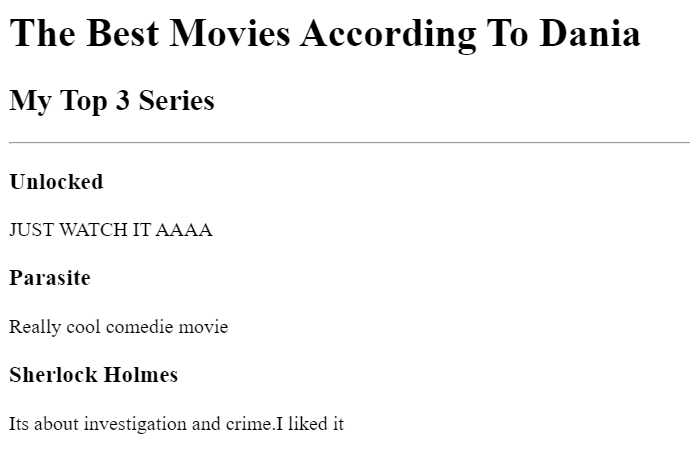 The Best Movies According To Dania
My Top 3 Series
Unlocked
JUST WATCH IT AAAA
Parasite
Really cool comedie movie
Sherlock Holmes
Its about investigation and crime.I liked it